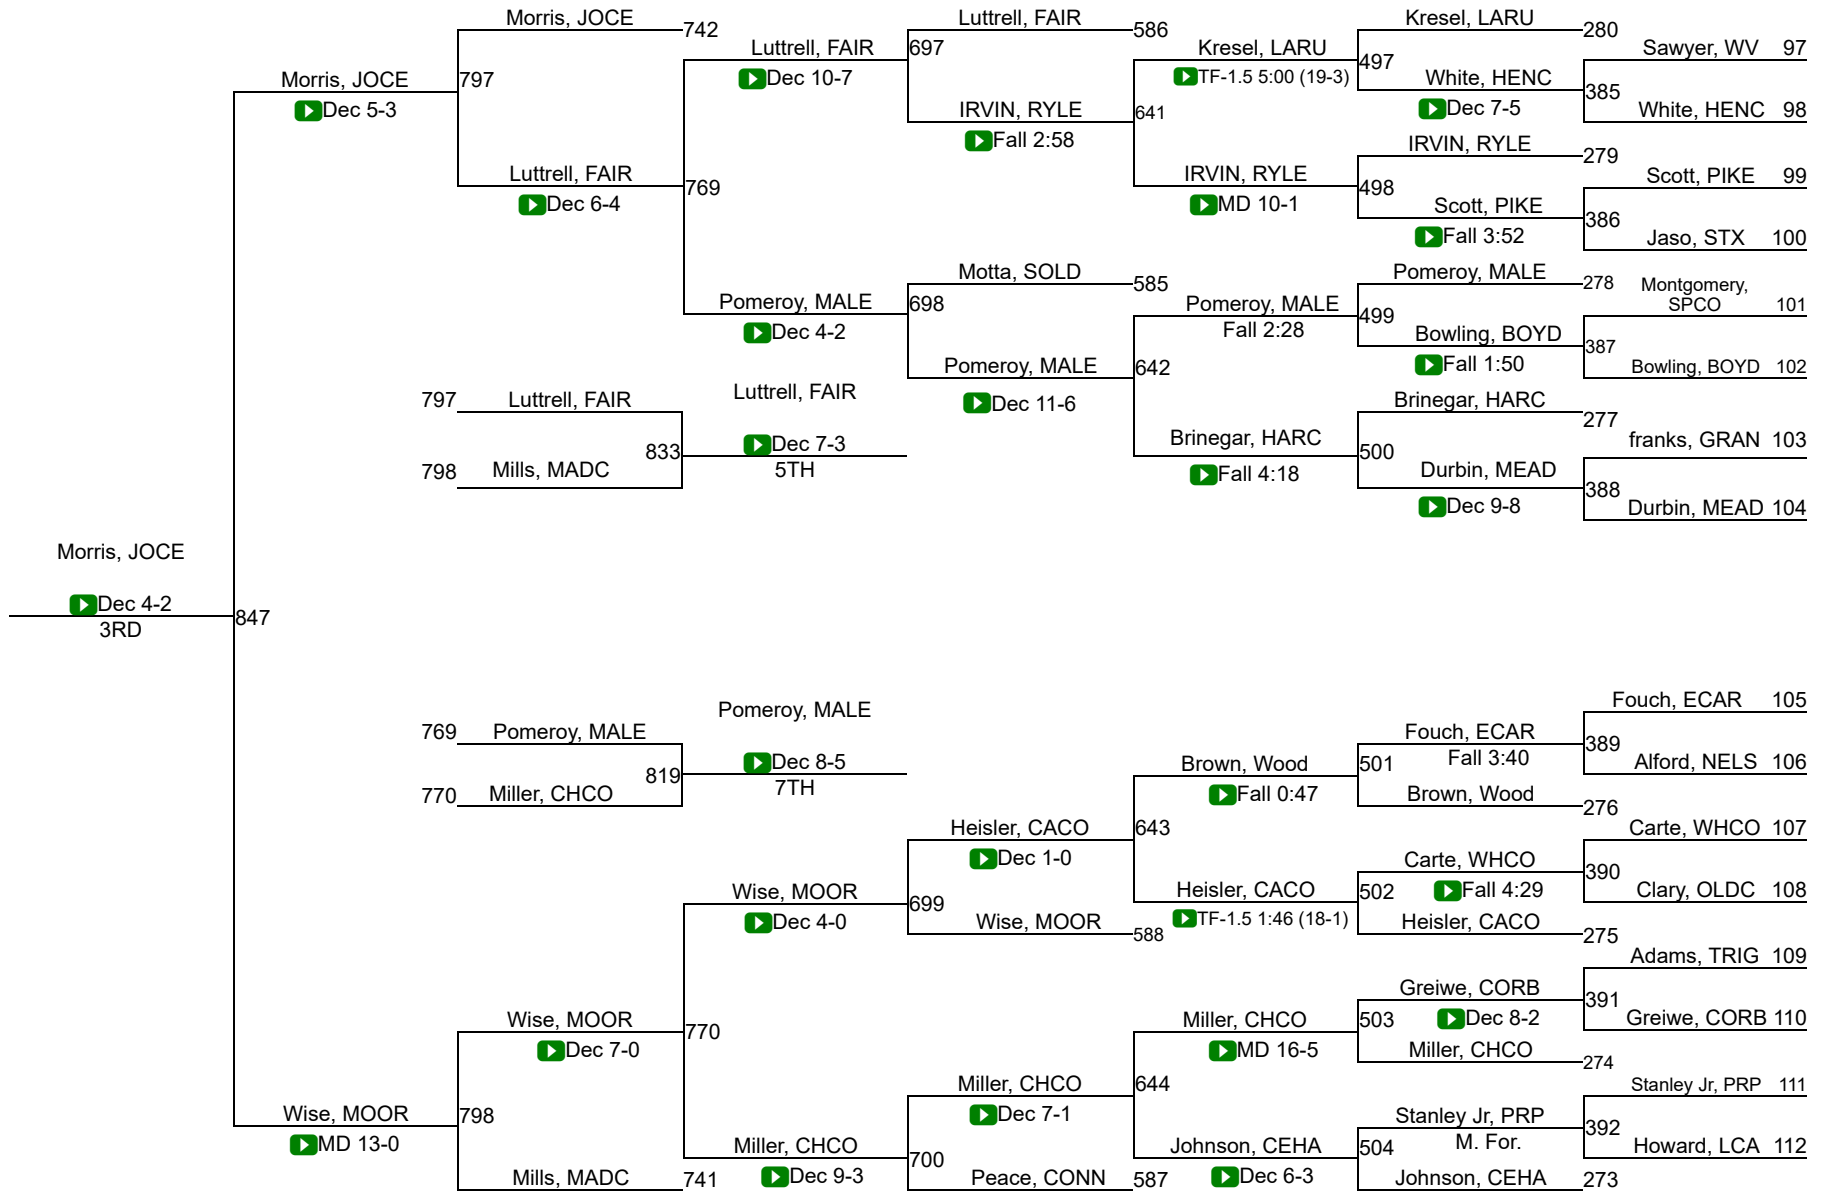 Morris, JOCE
742
Luttrell, FAIR
586
Kresel, LARU
280
Morris, JOCE
797
Dec 5-3
Luttrell, FAIR
697
Dec 10-7
Kresel, LARU
497
TF-1.5 5:00 (19-3)
Sawyer, WV 97
White, HENC
385
Dec 7-5
White, HENC 98
IRVIN, RYLE
641
Fall 2:58
IRVIN, RYLE
279
Luttrell, FAIR
769
Dec 6-4
IRVIN, RYLE
498
MD 10-1
Scott, PIKE 99
Scott, PIKE
386
Fall 3:52
Jaso, STX 100
Motta, SOLD
585
Pomeroy, MALE
278
Montgomery,
SPCO 101
Pomeroy, MALE
698
Dec 4-2
Pomeroy, MALE
499
Fall 2:28
Bowling, BOYD
387
Fall 1:50
Pomeroy, MALE
642
Dec 11-6
Bowling, BOYD 102
797 Luttrell, FAIR
Luttrell, FAIR
833
Dec 7-3
5TH
798 Mills, MADC
Brinegar, HARC
277
Brinegar, HARC
500
Fall 4:18
franks, GRAN 103
Durbin, MEAD
388
Dec 9-8
Durbin, MEAD 104
Morris, JOCE
Dec 4-2
847
3RD
769 Pomeroy, MALE
Pomeroy, MALE
819
Dec 8-5
7TH
770 Miller, CHCO
Fouch, ECAR 105
Fouch, ECAR
389
Fall 3:40
Alford, NELS 106
Brown, Wood
501
Fall 0:47
Brown, Wood
276
Heisler, CACO
643
Dec 1-0
Carte, WHCO 107
Carte, WHCO
390
Fall 4:29
Clary, OLDC 108
Wise, MOOR
699
Dec 4-0
Heisler, CACO
502
TF-1.5 1:46 (18-1)
Wise, MOOR
588
Heisler, CACO
275
Adams, TRIG 109
Greiwe, CORB
391
Dec 8-2
Greiwe, CORB 110
Wise, MOOR
770
Dec 7-0
Miller, CHCO
503
MD 16-5
Miller, CHCO
274
Miller, CHCO
644
Dec 7-1
Stanley Jr, PRP 111
Wise, MOOR
798
MD 13-0
Stanley Jr, PRP
392
M. For.
Howard, LCA 112
Miller, CHCO
700
Dec 9-3
Johnson, CEHA
504
Dec 6-3
Mills, MADC
741
Peace, CONN
587
Johnson, CEHA
273